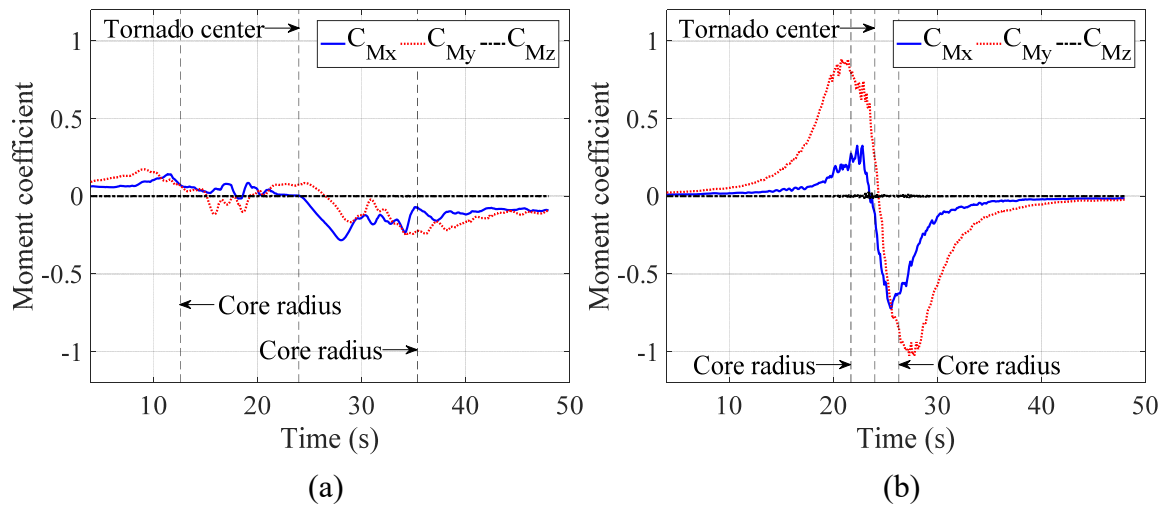 Tornado center
C_Mx C_My C_Mz
1
0.5
0
-0.5
-1
Moment coefficient
Core radius
Core radius
10 20 30 40 50
Time (s)
(a)
Tornado center
C_Mx C_My C_Mz
1
0.5
0
-0.5
-1
Moment coefficient
Core radius
Core radius
10 20 30 40 50
Time (s)
(b)